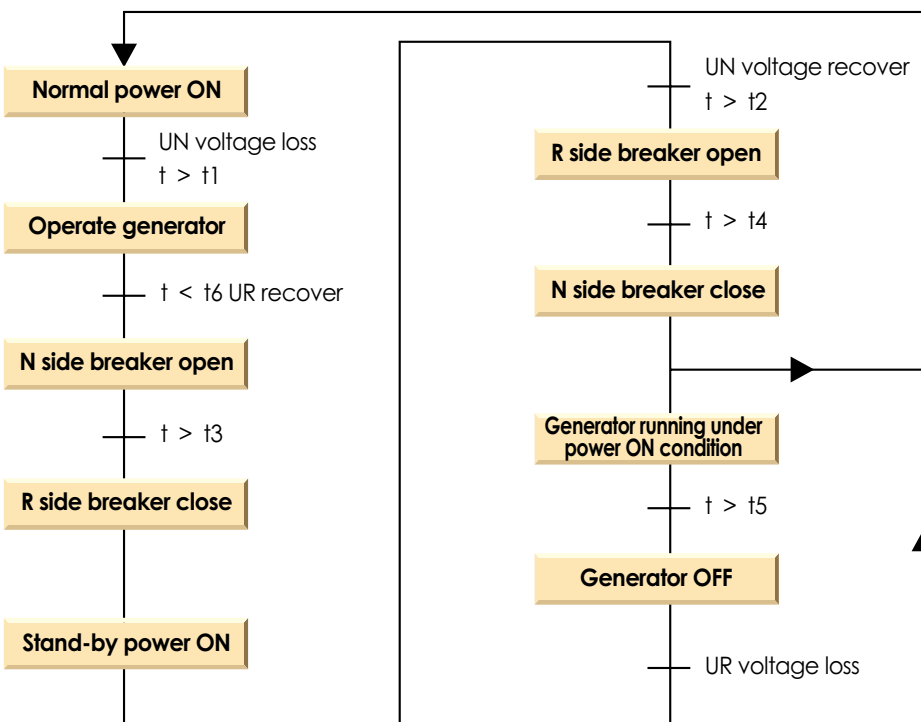 Normal power ON
UN voltage loss
t > t1
Operate generator
t < t6 UR recover
N side breaker open
t > t3
R side breaker close
Stand-by power ON
UN voltage recover
t > t2
R side breaker open
t > t4
N side breaker close
Generator running under
power ON condition
t > t5
Generator OFF
UR voltage loss